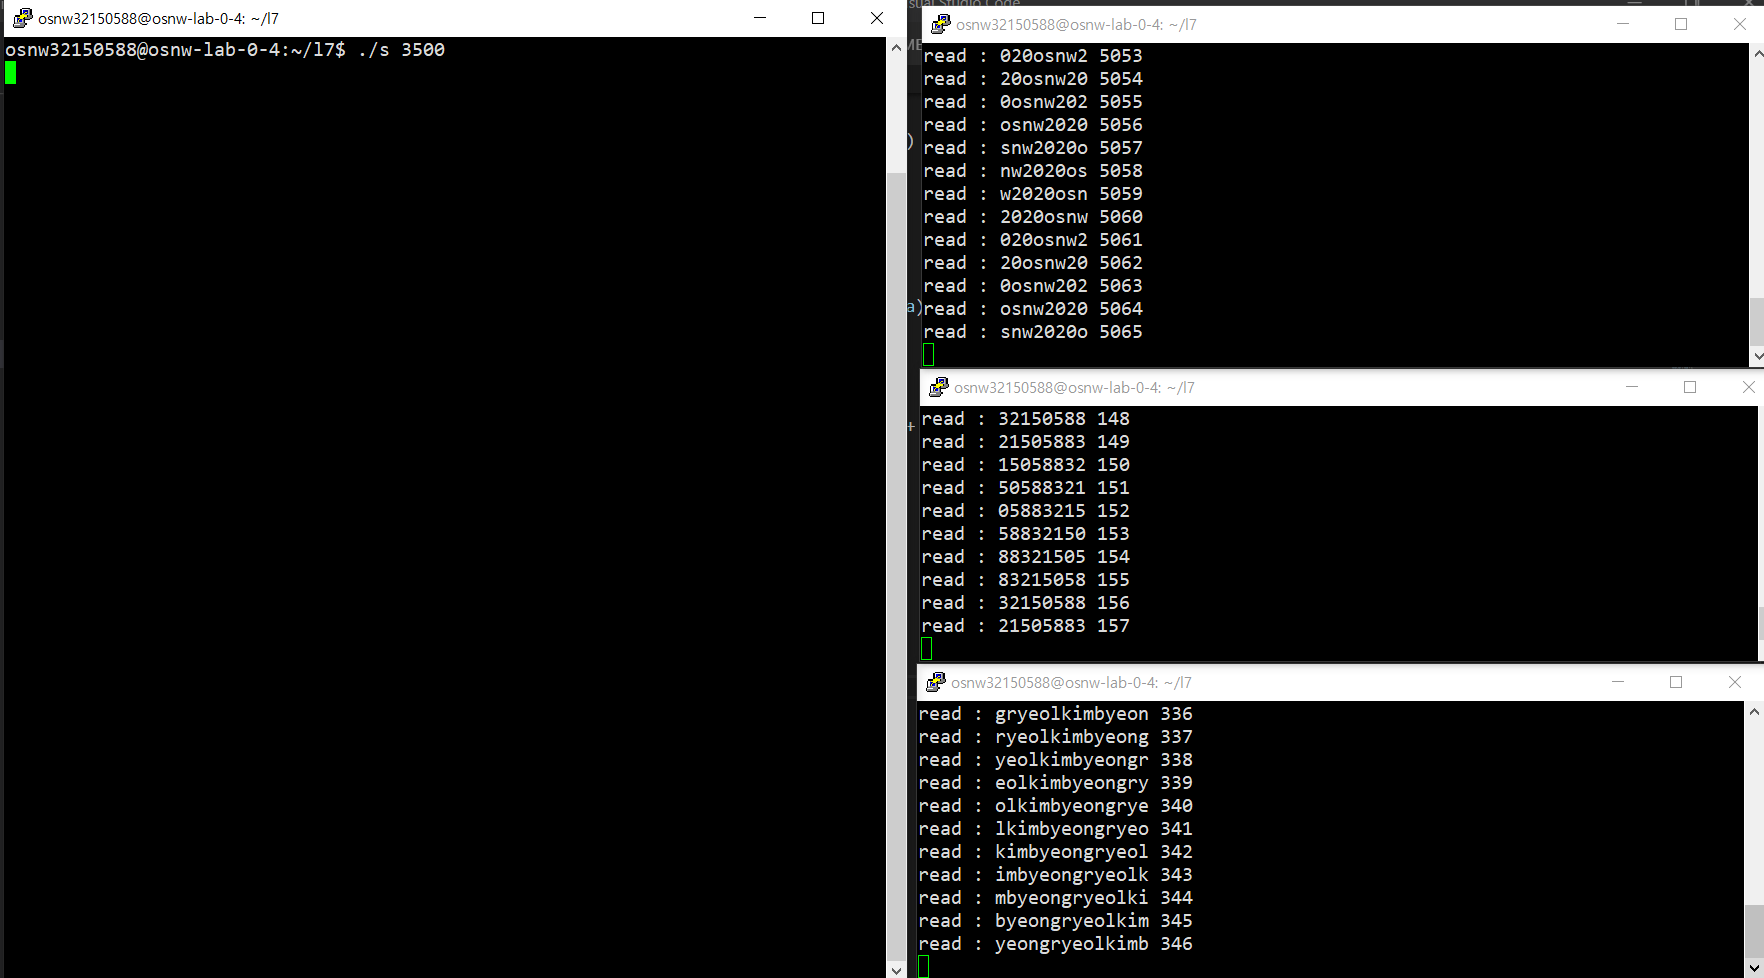 osnw32150588@osnw-lab-0-4: ~/l7
osnw32150588@osnw-lab-0-4:~/l7$ ./s 3500
sual Studio Code
ME
)
a)
+
osnw32150588@osnw-lab-0-4: ~/l7
read : 020osnw2 5053
read : 20osnw20 5054
read : 0osnw202 5055
read : osnw2020 5056
read : snw2020o 5057
read : nw2020os 5058
read : w2020osn 5059
read : 2020osnw 5060
read : 020osnw2 5061
read : 20osnw20 5062
read : 0osnw202 5063
read : osnw2020 5064
read : snw2020o 5065
osnw32150588@osnw-lab-0-4: ~/l7
read : 32150588 148
read : 21505883 149
read : 15058832 150
read : 50588321 151
read : 05883215 152
read : 58832150 153
read : 88321505 154
read : 83215058 155
read : 32150588 156
read : 21505883 157
osnw32150588@osnw-lab-0-4: ~/l7
read : gryeolkimbyeon 336
read : ryeolkimbyeong 337
read : yeolkimbyeongr 338
read : eolkimbyeongry 339
read : olkimbyeongrye 340
read : lkimbyeongryeo 341
read : kimbyeongryeol 342
read : imbyeongryeolk 343
read : mbyeongryeolki 344
read : byeongryeolkim 345
read : yeongryeolkimb 346